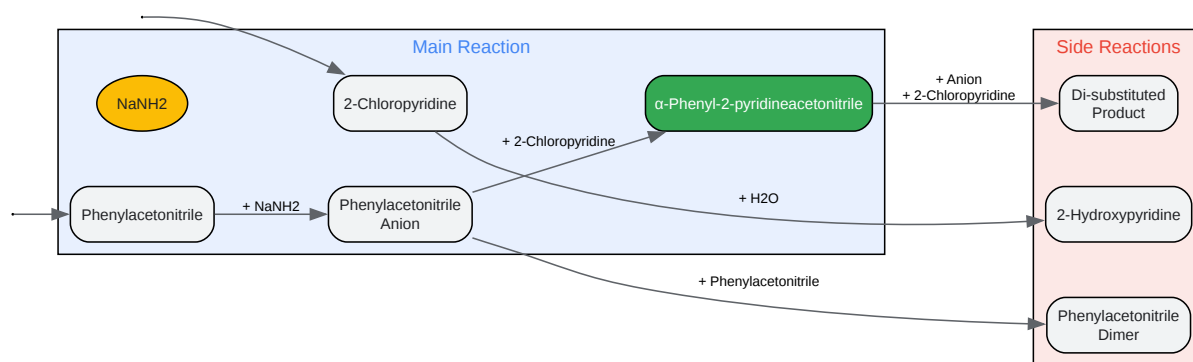 Main Reaction
Side Reactions
NaNH2
2-Chloropyridine
α-Phenyl-2-pyridineacetonitrile
+ Anion
+ 2-Chloropyridine
Di-substituted
Product
+ 2-Chloropyridine
Phenylacetonitrile
+ NaNH2
Phenylacetonitrile
Anion
+ H2O
2-Hydroxypyridine
+ Phenylacetonitrile
Phenylacetonitrile
Dimer